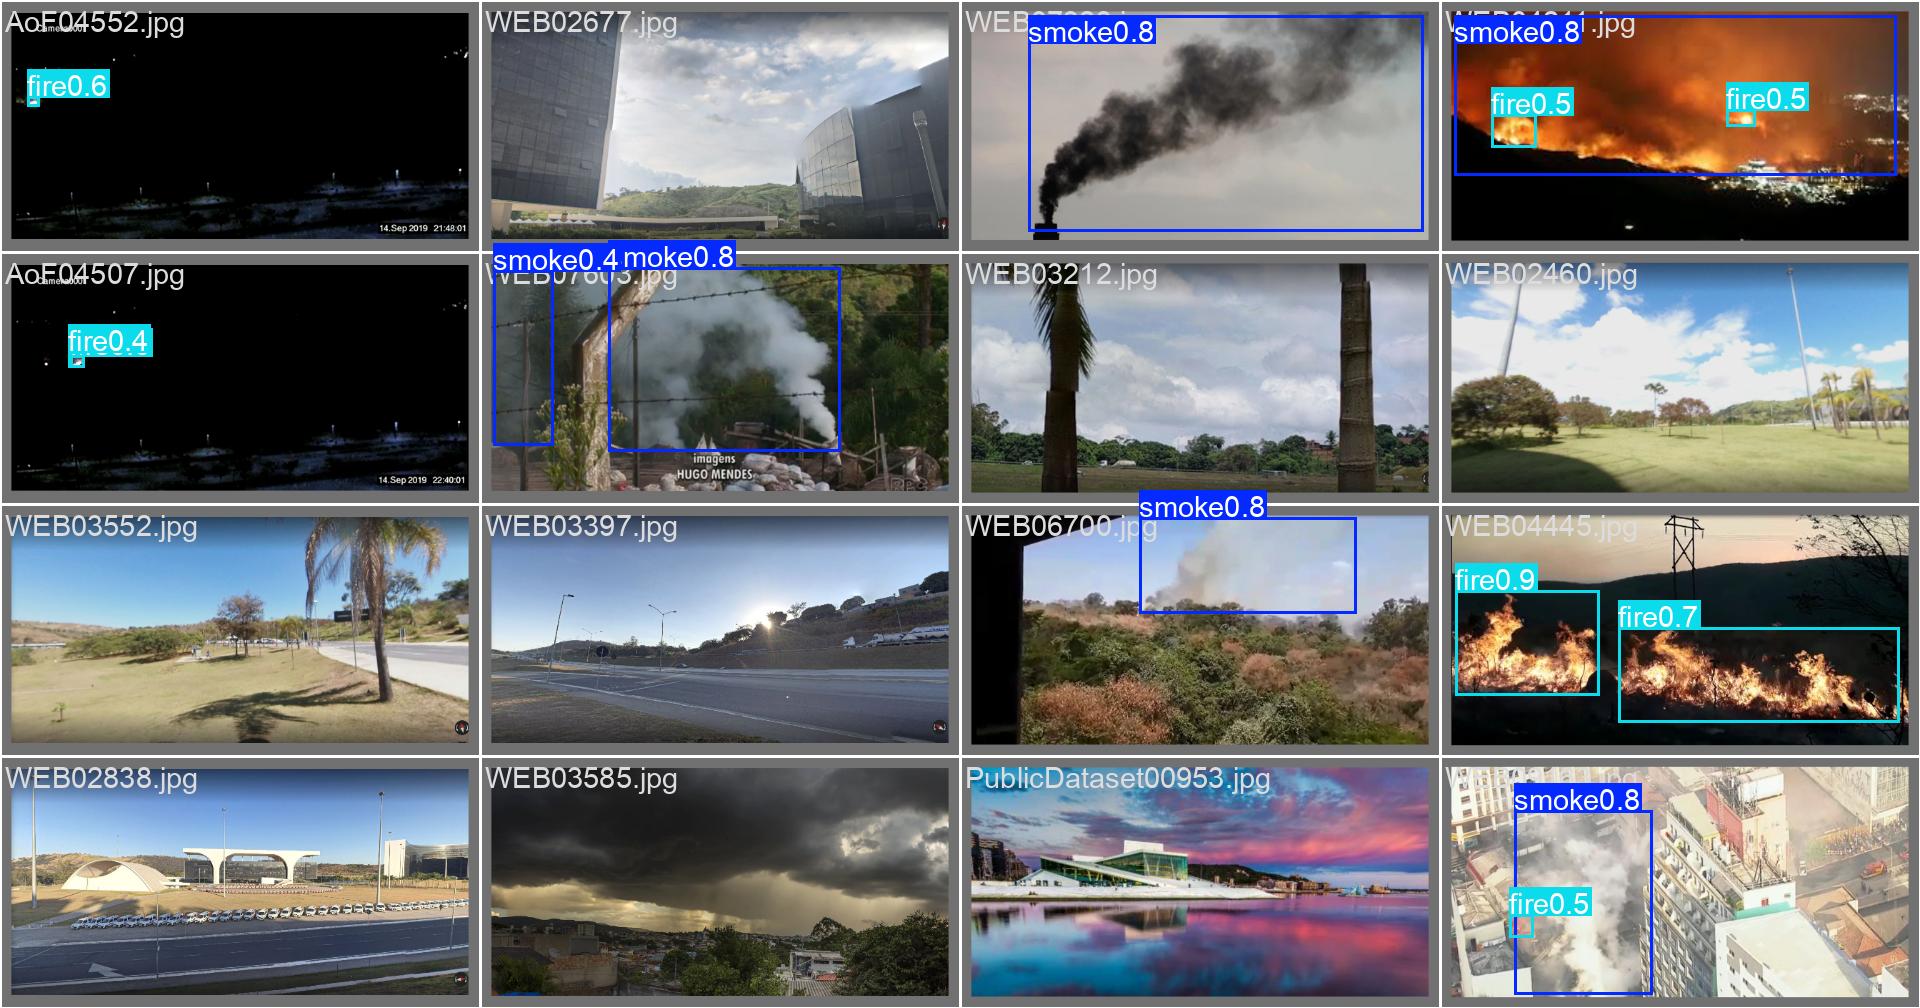 AoF04552.jpg
fire0.6
14.Sep 2019 21:48:01
WEB02677.jpg
smoke0.8
smoke0.8
.jpg
fire0.5
fire0.5
AoF04507.jpg
fire0.4
14.Sep 2019 22:40:01
smoke0.4
moke0.8
WEB07603.jpg
imagens
HUGO MENDES
WEB03212.jpg
WEB02460.jpg
WEB03552.jpg
WEB03397.jpg
smoke0.8
WEB06700.jpg
WEB04445.jpg
fire0.9
fire0.7
WEB02838.jpg
WEB03585.jpg
PublicDataset00953.jpg
smoke0.8
fire0.5